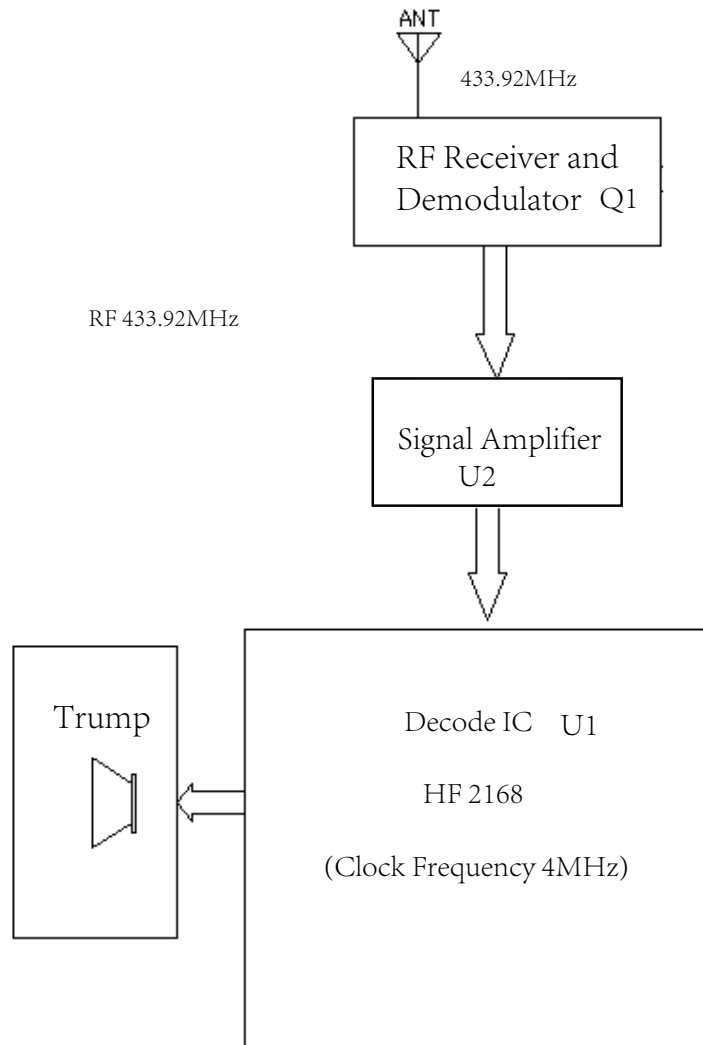 ANT
433.92MHz
RF Receiver and
Demodulator Q1
RF 433.92MHz
Signal Amplifier
U2
Trump
Decode IC U1
HF 2168
(Clock Frequency 4MHz)